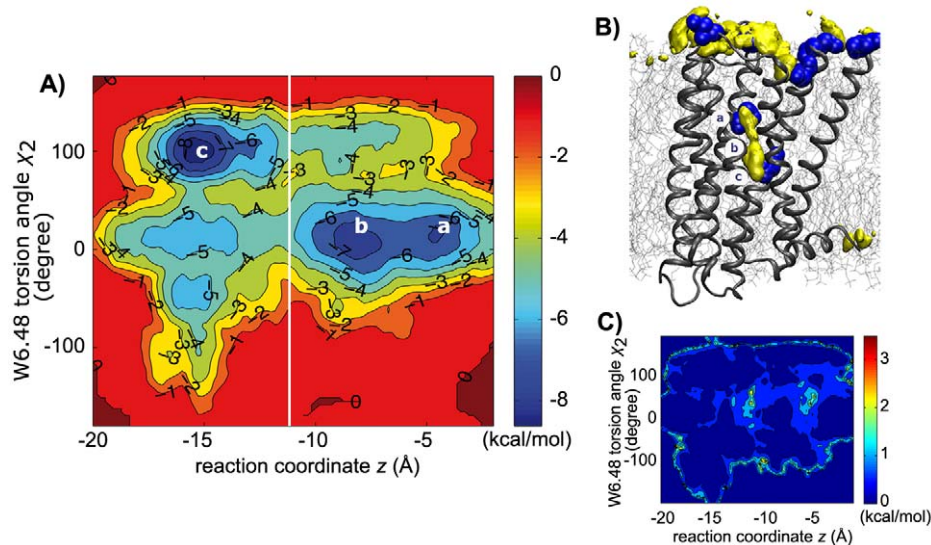 A)
W6.48 torsion angle X2
(degree)
100
0
-100
-20
-15
-10
-5
reaction coordinate z (Å)
c
b
a
0
-2
-4
-6
-8
(kcal/mol)
B)
a
b
c
C)
W6.48 torsion angle X2
(degree)
100
0
-100
-20
-15
-10
-5
reaction coordinate z (Å)
3
2
1
0
(kcal/mol)